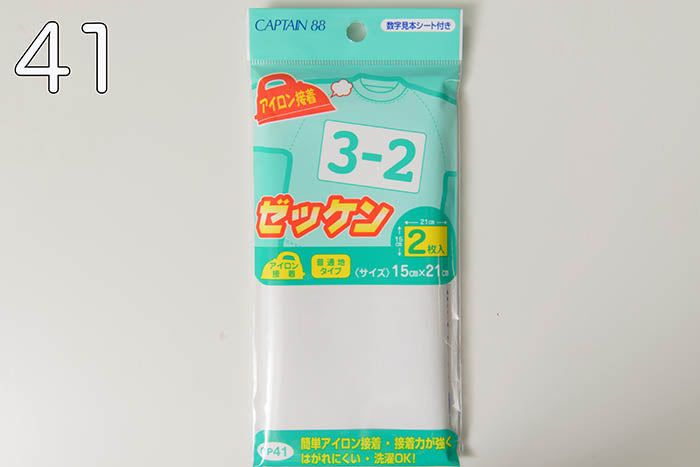 41
CAPTAIN 88
数字見本シート付き
アイロン接着
3-2
ゼッケン
21cm
15cm
2枚入
アイロン
接着
普通地
タイプ
〈サイズ〉15cm×21cm
P41
簡単アイロン接着・接着力が強く
はがれにくい・洗濯OK!